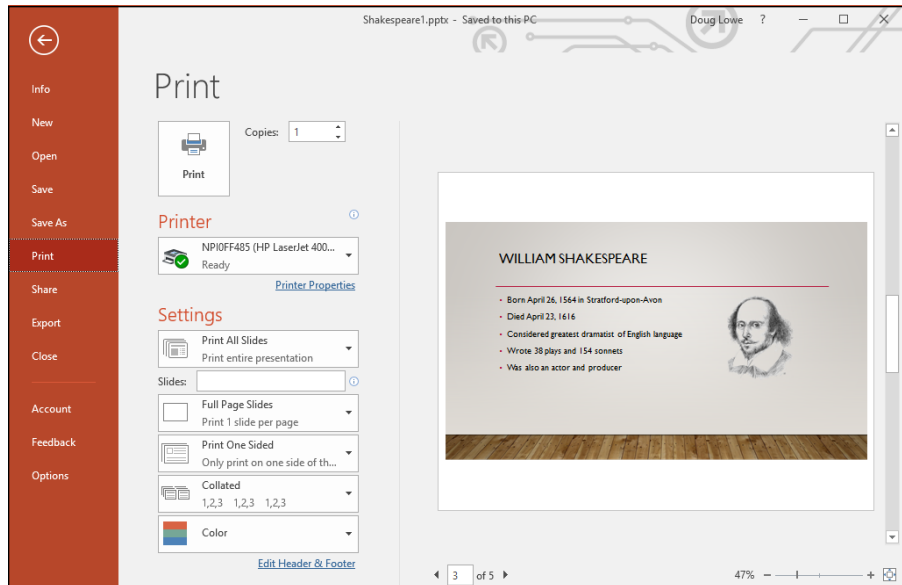 Shakespeare1.pptx - Saved to this PC
Doug Lowe ?
Info
New
Open
Save
Save As
Print
Share
Export
Close
Account
Feedback
Options
Print
Print
Copies: 1
Printer
NPI0FF485 (HP LaserJet 400...
Ready
Printer Properties
Settings
Print All Slides
Print entire presentation
Slides:
Full Page Slides
Print 1 slide per page
Print One Sided
Only print on one side of th...
Collated
1,2,3 1,2,3 1,2,3
Color
Edit Header & Footer
WILLIAM SHAKESPEARE
• Born April 26, 1564 in Stratford-upon-Avon
• Died April 23, 1616
• Considered greatest dramatist of English language
• Wrote 38 plays and 154 sonnets
• Was also an actor and producer
3 of 5
47%